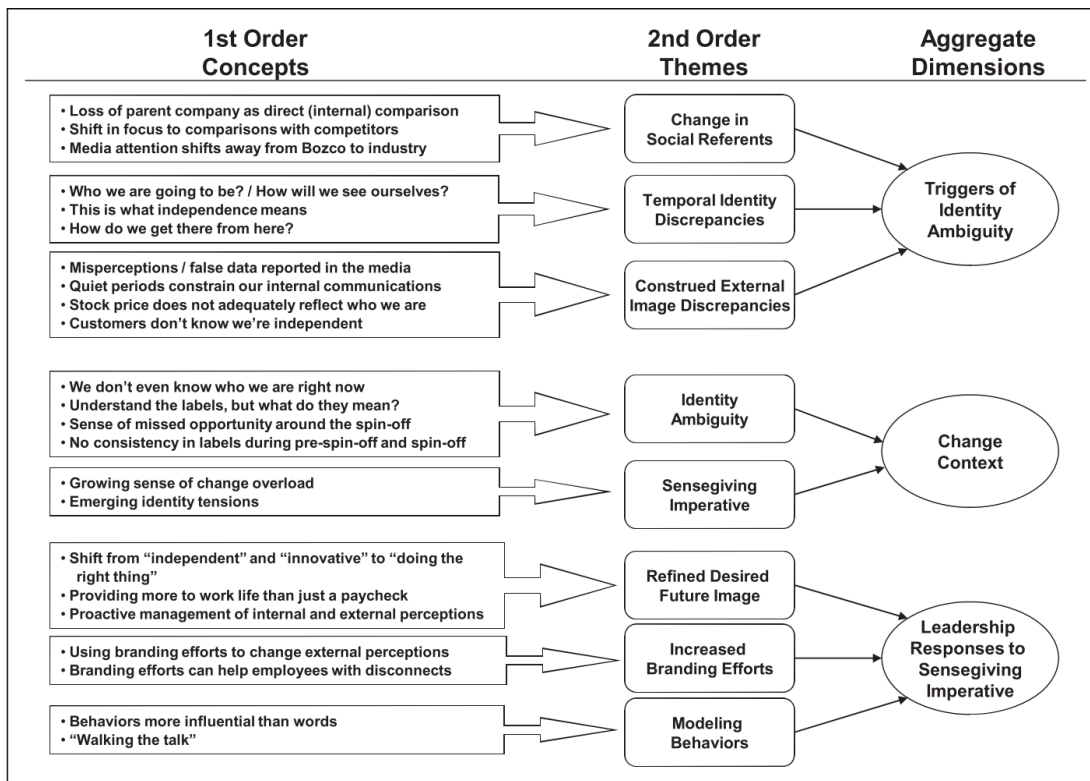 1st Order
Concepts
2nd Order
Themes
Aggregate
Dimensions
• Loss of parent company as direct (internal) comparison
• Shift in focus to comparisons with competitors
• Media attention shifts away from Bozco to industry
Change in
Social Referents
• Who we are going to be? / How will we see ourselves?
• This is what independence means
• How do we get there from here?
Temporal Identity
Discrepancies
Triggers of
Identity
Ambiguity
• Misperceptions / false data reported in the media
• Quiet periods constrain our internal communications
• Stock price does not adequately reflect who we are
• Customers don’t know we’re independent
Construed External
Image Discrepancies
• We don’t even know who we are right now
• Understand the labels, but what do they mean?
• Sense of missed opportunity around the spin-off
• No consistency in labels during pre-spin-off and spin-off
Identity
Ambiguity
Change
Context
• Growing sense of change overload
• Emerging identity tensions
Sensegiving
Imperative
• Shift from “independent” and “innovative” to “doing the
right thing”
• Providing more to work life than just a paycheck
• Proactive management of internal and external perceptions
Refined Desired
Future Image
• Using branding efforts to change external perceptions
• Branding efforts can help employees with disconnects
Increased
Branding Efforts
Leadership
Responses to
Sensegiving
Imperative
• Behaviors more influential than words
• “Walking the talk”
Modeling
Behaviors